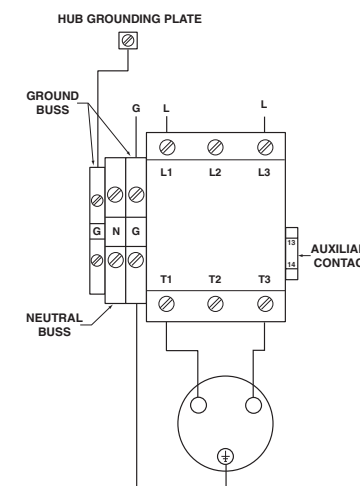 HUB GROUNDING PLATE
GROUND
BUSS
G
L
L
L1
L2
L3
G
N
G
13
14
AUXILIAR
CONTAC
T1
T2
T3
NEUTRAL
BUSS